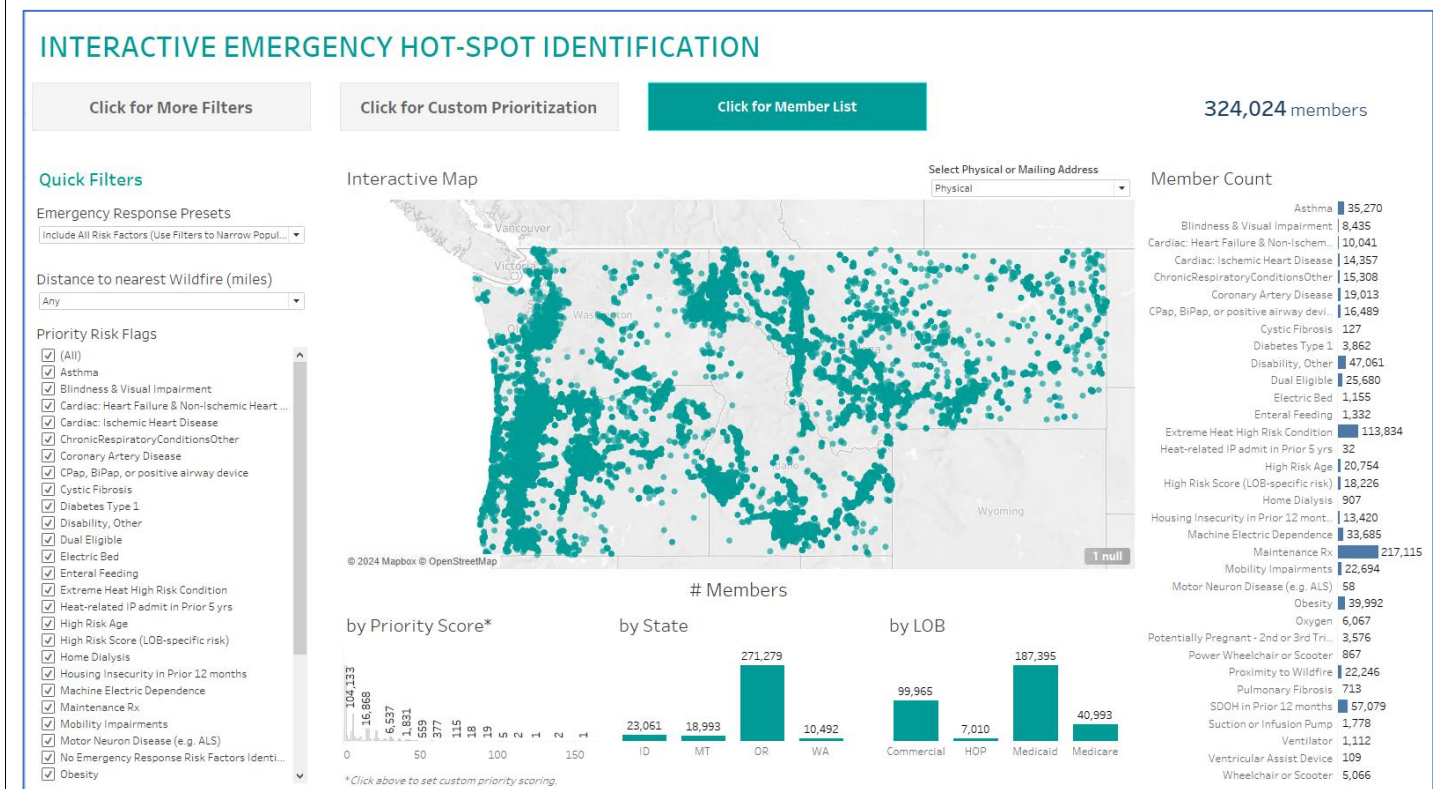 INTERACTIVE EMERGENCY HOT-SPOT IDENTIFICATION
Click for More Filters
Click for Custom Prioritization
Click for Member List
324,024 members
Quick Filters
Emergency Response Presets
Include All Risk Factors (Use Filters to Narrow Popul...
Distance to nearest Wildfire (miles)
Any
Priority Risk Flags
(All)
Asthma
Blindness & Visual Impairment
Cardiac: Heart Failure & Non-Ischemic Heart ...
Cardiac: Ischemic Heart Disease
ChronicRespiratoryConditionsOther
Coronary Artery Disease
CPap, BiPap, or positive airway device
Cystic Fibrosis
Diabetes Type 1
Disability, Other
Dual Eligible
Electric Bed
Enteral Feeding
Extreme Heat High Risk Condition
Heat-related IP admit in Prior 5 yrs
High Risk Age
High Risk Score (LOB-specific risk)
Home Dialysis
Housing Insecurity in Prior 12 months
Machine Electric Dependence
Maintenance Rx
Mobility Impairments
Motor Neuron Disease (e.g. ALS)
No Emergency Response Risk Factors Identi...
Obesity
Interactive Map
Select Physical or Mailing Address
Physical
Vancouver
Victoria
Wyoming
© 2024 Mapbox © OpenStreetMap
1 null
# Members
by Priority Score*
104,133
16,868
6,537
1,831
559
377
115
18
19
5
2
1
2
1
0 50 100 150
*Click above to set custom priority scoring.
by State
23,061
18,993
271,279
10,492
ID MT OR WA
by LOB
99,965
7,010
187,395
40,993
Commercial HOP Medicaid Medicare
Member Count
Asthma 35,270
Blindness & Visual Impairment 8,435
Cardiac: Heart Failure & Non-Ischem.. 10,041
Cardiac: Ischemic Heart Disease 14,357
ChronicRespiratoryConditionsOther 15,308
Coronary Artery Disease 19,013
CPap, BiPap, or positive airway devi.. 16,489
Cystic Fibrosis 127
Diabetes Type 1 3,862
Disability, Other 47,061
Dual Eligible 25,680
Electric Bed 1,155
Enteral Feeding 1,332
Extreme Heat High Risk Condition 113,834
Heat-related IP admit in Prior 5 yrs 32
High Risk Age 20,754
High Risk Score (LOB-specific risk) 18,226
Home Dialysis 907
Housing Insecurity in Prior 12 mont.. 13,420
Machine Electric Dependence 33,685
Maintenance Rx 217,115
Mobility Impairments 22,694
Motor Neuron Disease (e.g. ALS) 58
Obesity 39,992
Oxygen 6,067
Potentially Pregnant - 2nd or 3rd Tri.. 3,576
Power Wheelchair or Scooter 867
Proximity to Wildfire 22,246
Pulmonary Fibrosis 713
SDOH in Prior 12 months 57,079
Suction or Infusion Pump 1,778
Ventilator 1,112
Ventricular Assist Device 109
Wheelchair or Scooter 5,066